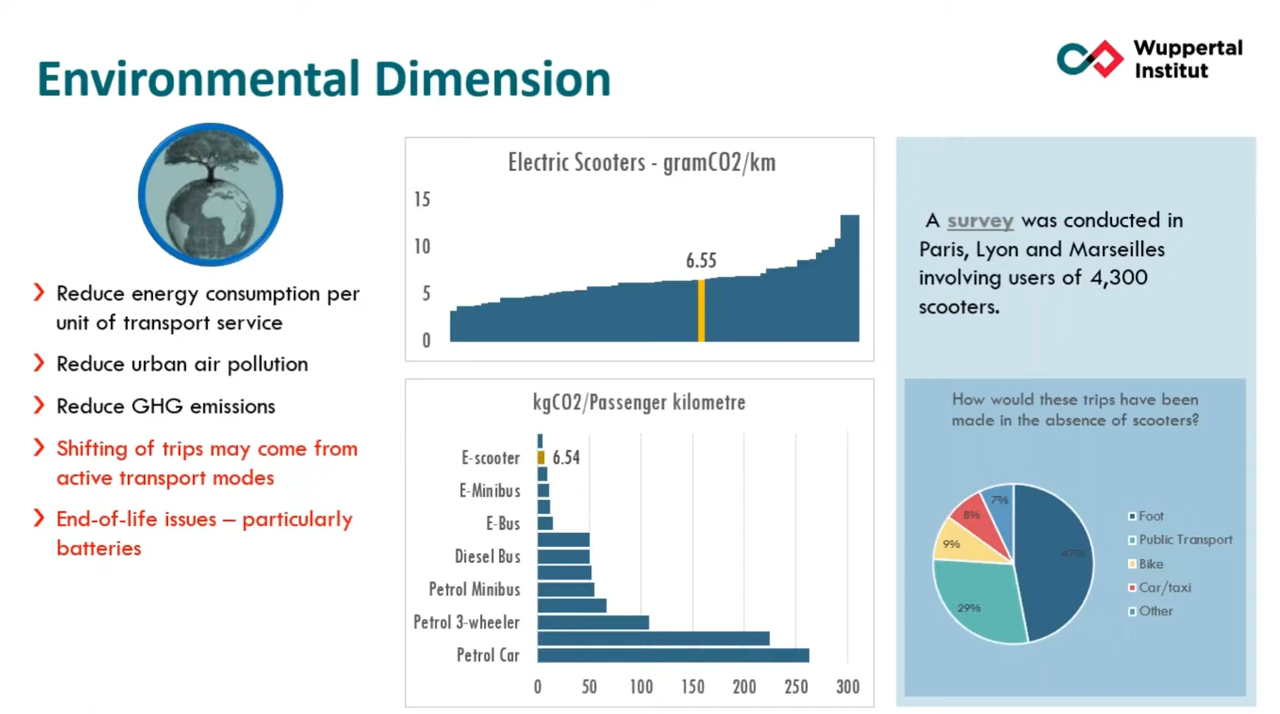 Environmental Dimension
Wuppertal
Institut
Reduce energy consumption per
unit of transport service
Reduce urban air pollution
Reduce GHG emissions
Shifting of trips may come from
active transport modes
End-of-life issues – particularly
batteries
Electric Scooters - gramCO2/km
15
10
5
0
6.55
kgCO2/Passenger kilometre
E-scooter 6.54
E-Minibus
E-Bus
Diesel Bus
Petrol Minibus
Petrol 3-wheeler
Petrol Car
0 50 100 150 200 250 300
A survey was conducted in
Paris, Lyon and Marseilles
involving users of 4,300
scooters.
How would these trips have been
made in the absence of scooters?
7%
8%
9%
47%
29%
Foot
Public Transport
Bike
Car/taxi
Other